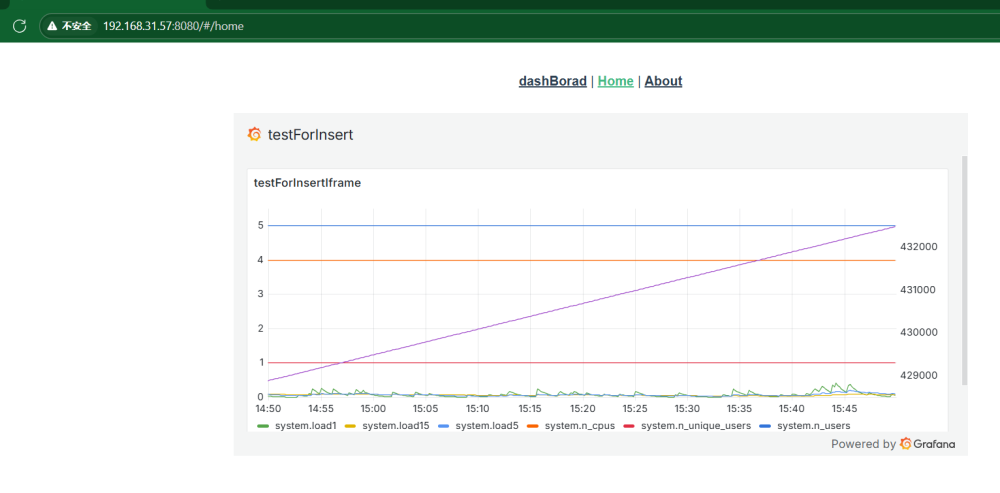 不安全 192.168.31.57:8080/#/home
dashBorad | Home | About
testForInsert
testForInsertIframe
5
4
3
2
1
0
432000
431000
430000
429000
14:50 14:55 15:00 15:05 15:10 15:15 15:20 15:25 15:30 15:35 15:40 15:45
system.load1 system.load15 system.load5 system.n_cpus system.n_unique_users system.n_users
Powered by Grafana